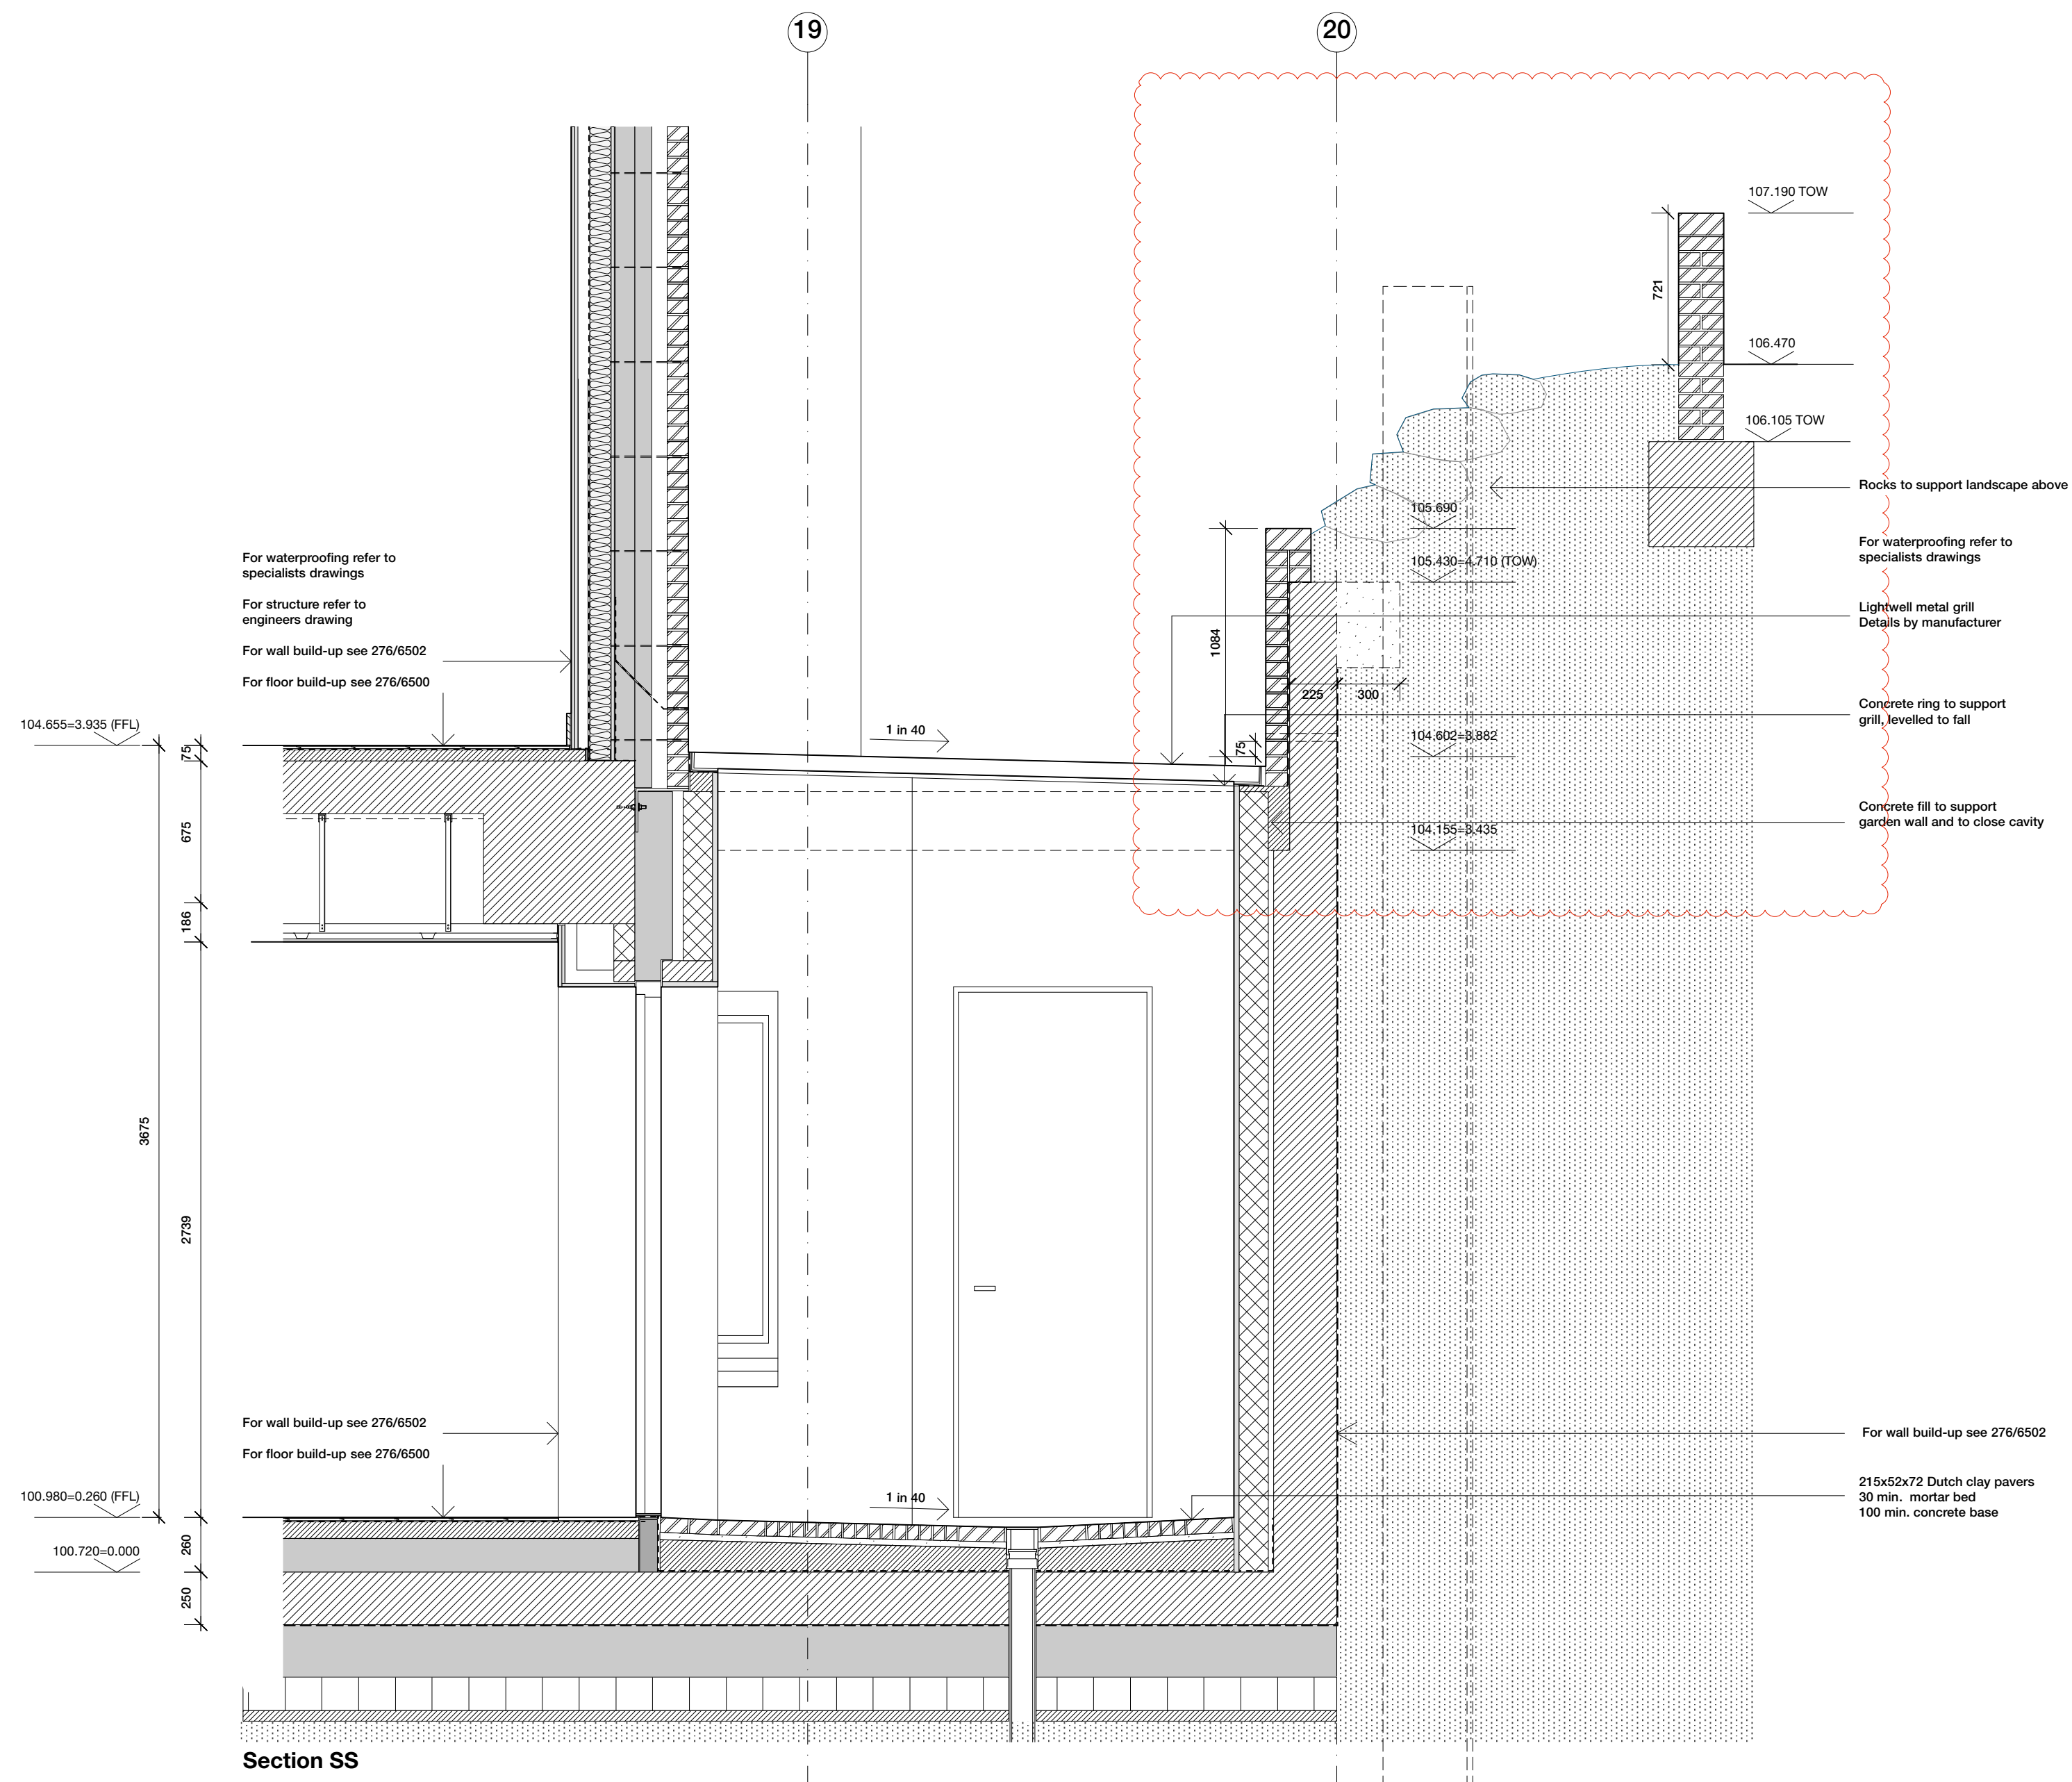 19
20
107.190 TOW
721
106.470
106.105 TOW
Rocks to support landscape above
105.690
For waterproofing refer to
specialists drawings
For structure refer to
engineers drawing
For wall build-up see 276/6502
For floor build-up see 276/6500
For waterproofing refer to
specialists drawings
105.430=4.710 (TOW)
Lightwell metal grill
Details by manufacturer
1084
225
300
Concrete ring to support
grill, levelled to fall
104.655=3.935 (FFL)
75
1 in 40
75
104.602=3.882
Concrete fill to support
garden wall and to close cavity
104.155=3.435
675
186
3675
2739
For wall build-up see 276/6502
For floor build-up see 276/6500
For wall build-up see 276/6502
215x52x72 Dutch clay pavers
30 min. mortar bed
100 min. concrete base
100.980=0.260 (FFL)
1 in 40
260
100.720=0.000
250
Section SS